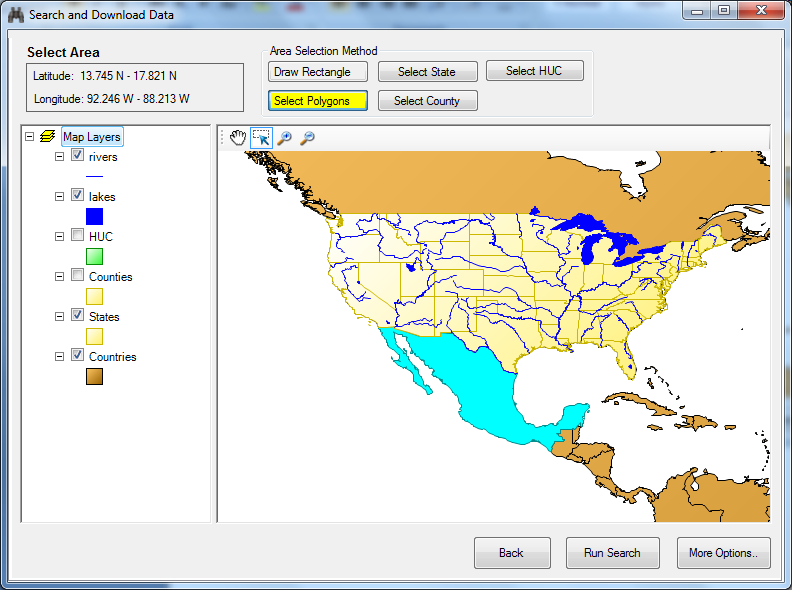 Search and Download Data
Select Area
Latitude:  13.745 N - 17.821 N
Longitude: 92.246 W - 88.213 W
Area Selection Method
Draw Rectangle
Select State
Select HUC
Select Polygons
Select County
Map Layers
rivers
lakes
HUC
Counties
States
Countries
Back
Run Search
More Options..